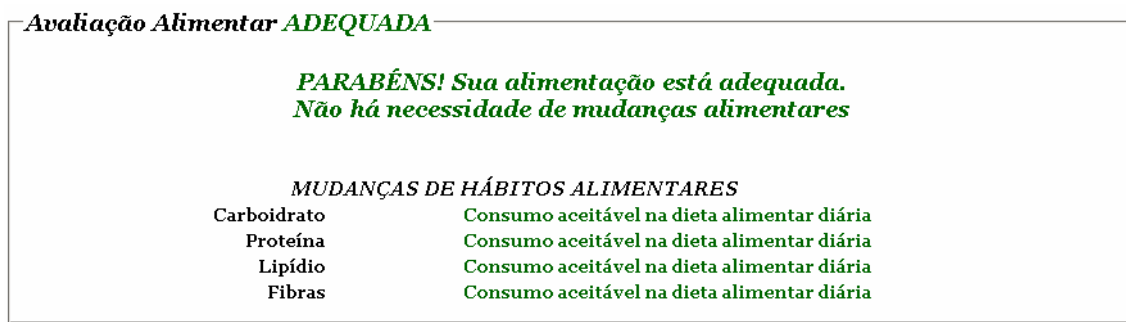 Avaliação Alimentar ADEQUADA
PARABÉNS! Sua alimentação está adequada.
Não há necessidade de mudanças alimentares
MUDANÇAS DE HÁBITOS ALIMENTARES
Carboidrato Consumo aceitável na dieta alimentar diária
Proteína Consumo aceitável na dieta alimentar diária
Lipídio Consumo aceitável na dieta alimentar diária
Fibras Consumo aceitável na dieta alimentar diária